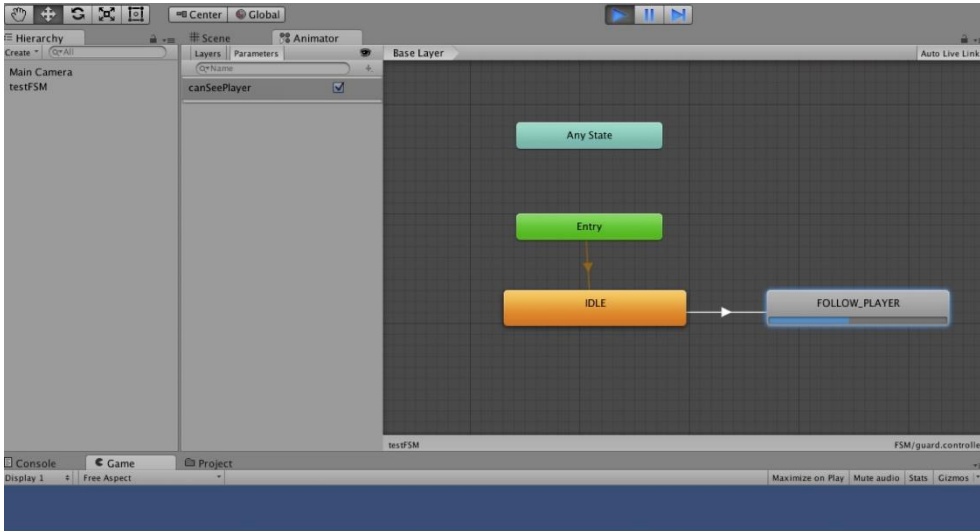 Center Global
Hierarchy
Scene Animator
Create All
Layers Parameters
Base Layer
Auto Live Link
Name
Main Camera
testFSM
canSeePlayer
Any State
Entry
IDLE
FOLLOW_PLAYER
testFSM
FSM/guard.controlle
Console Game Project
Display 1 Free Aspect
Maximize on Play Mute audio Stats Gizmos